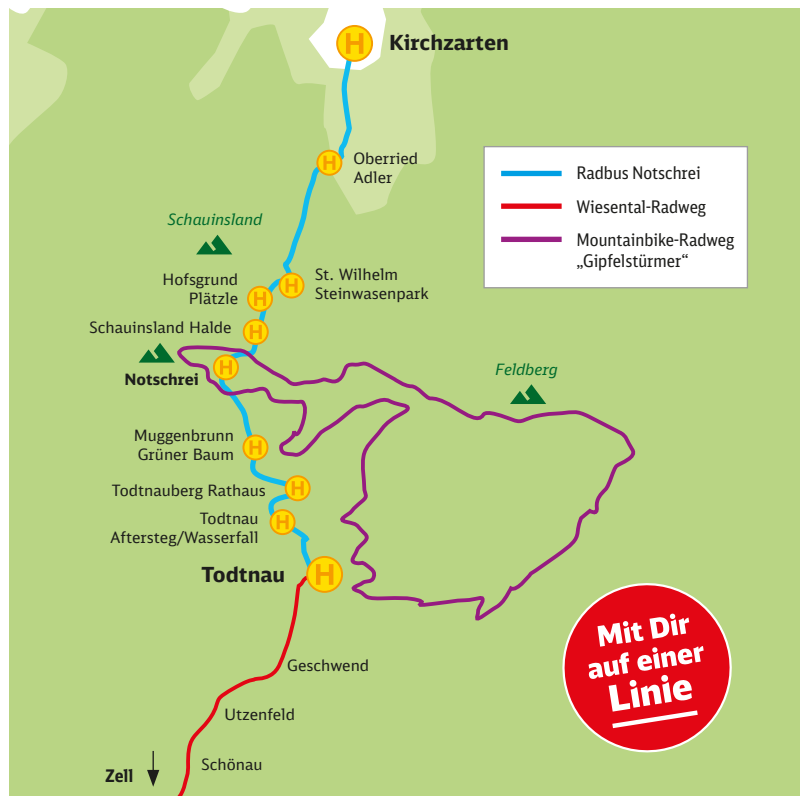 H
Kirchzarten
H
Oberried
Adler
Radbus Notschrei
Wiesental-Radweg
Mountainbike-Radweg
„Gipfelstürmer“
Schauinsland
H
St. Wilhelm
Steinwasenpark
Hofsgrund
Plätzle
H
Schauinsland Halde
H
Notschrei
H
Feldberg
Muggenbrunn
Grüner Baum
H
Todtnauberg Rathaus
H
Todtnau
Aftersteg/Wasserfall
H
Todtnau
H
Mit Dir
auf einer
Linie
Geschwend
Utzenfeld
Schönau
Zell